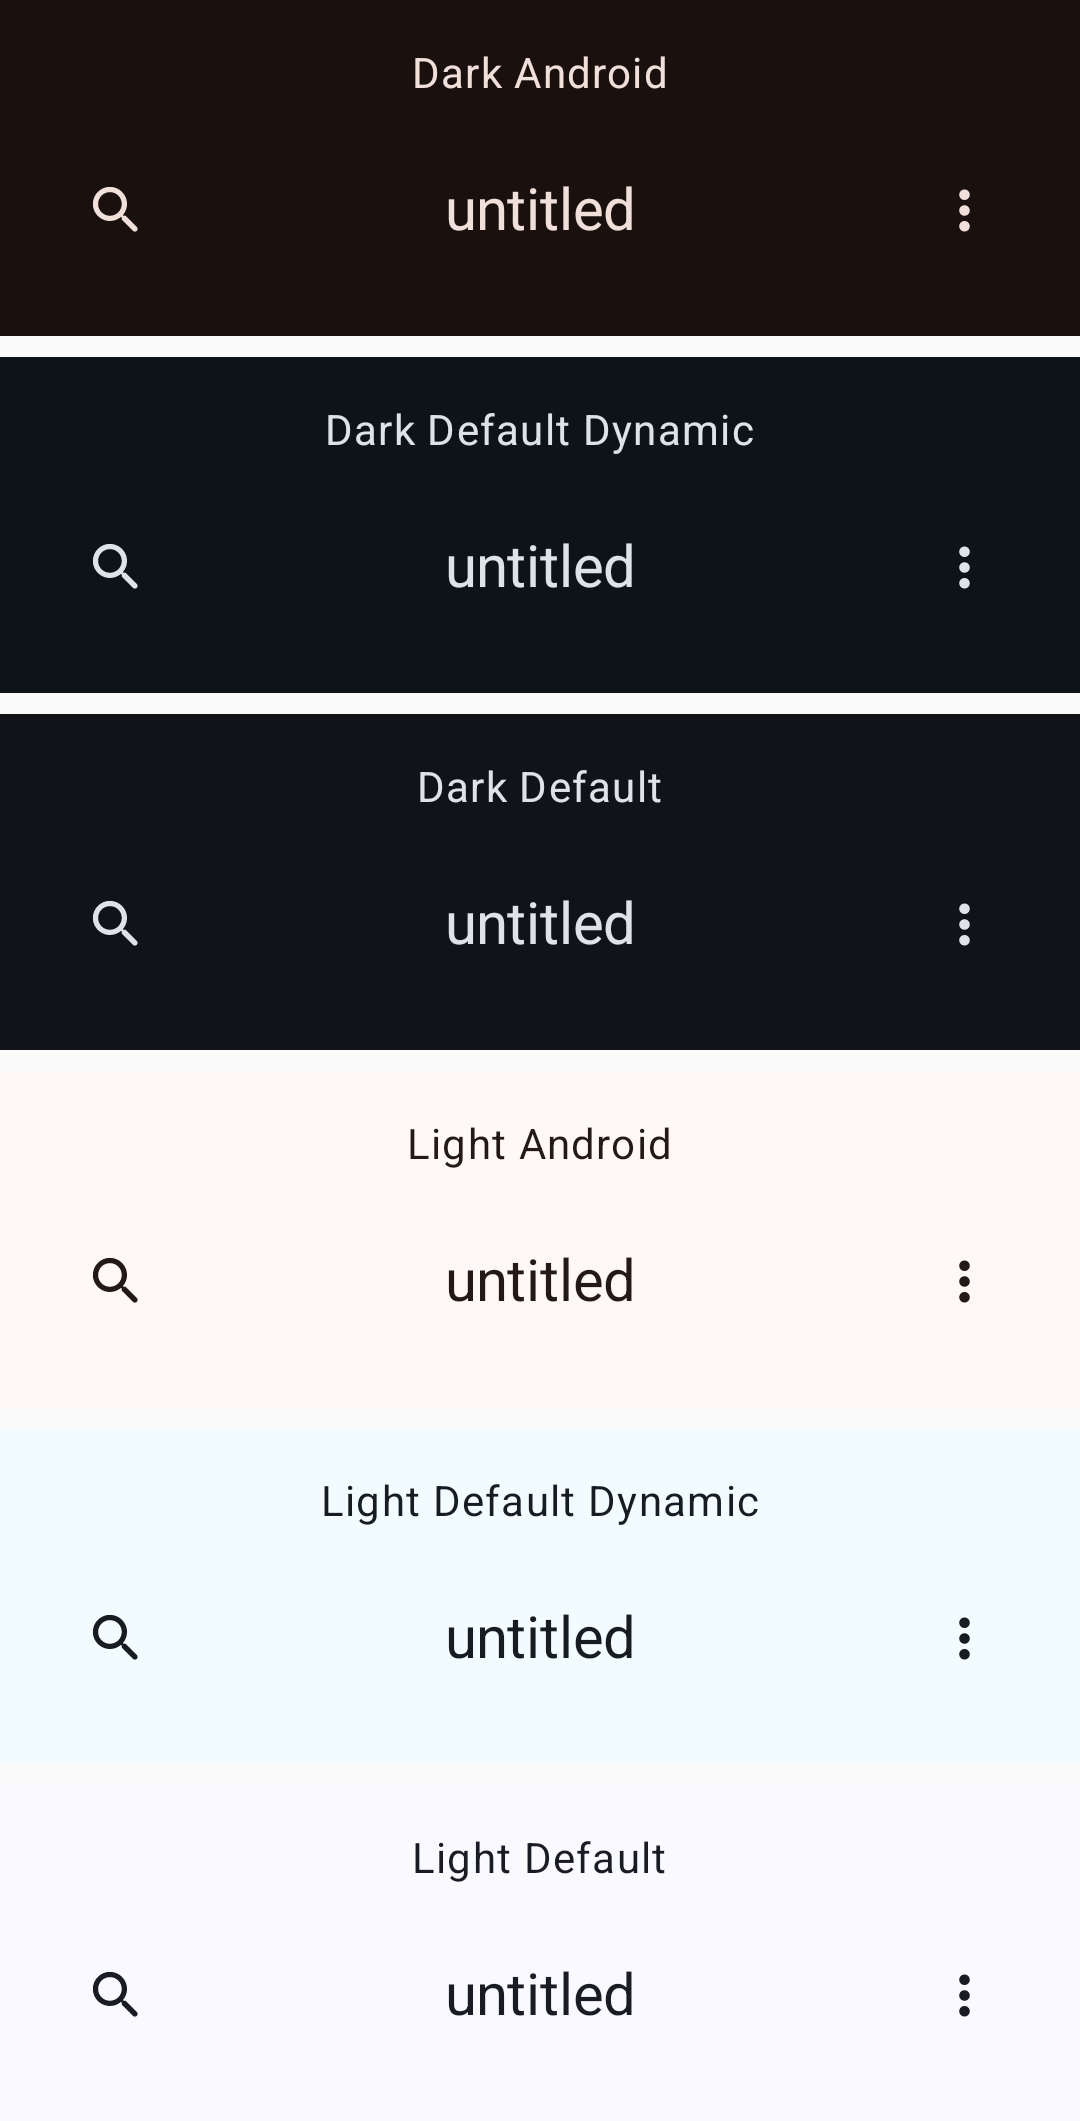 Dark Android
untitled
Dark Default Dynamic
untitled
Dark Default
untitled
Light Android
untitled
Light Default Dynamic
untitled
Light Default
untitled